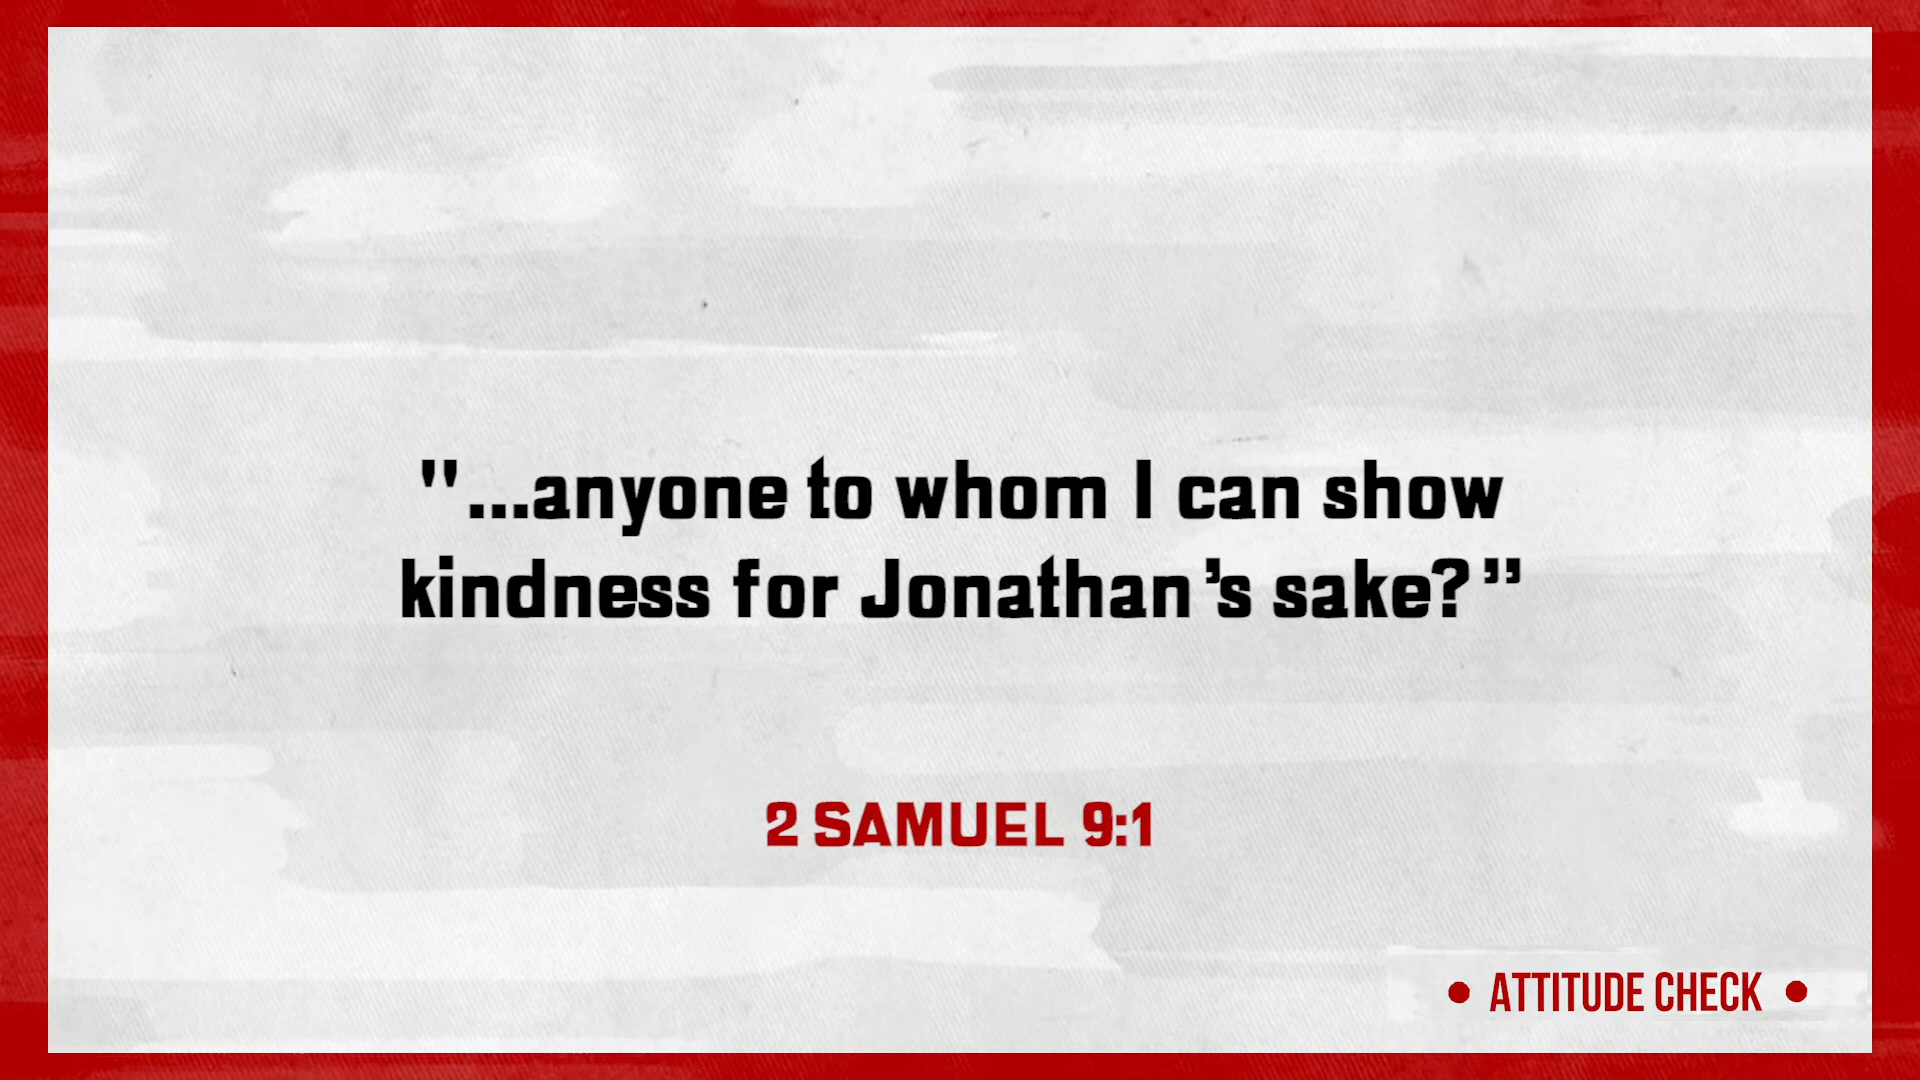 "...anyone to whom I can show
kindness for Jonathan’s sake?”
2 SAMUEL 9:1
• ATTITUDE CHECK •